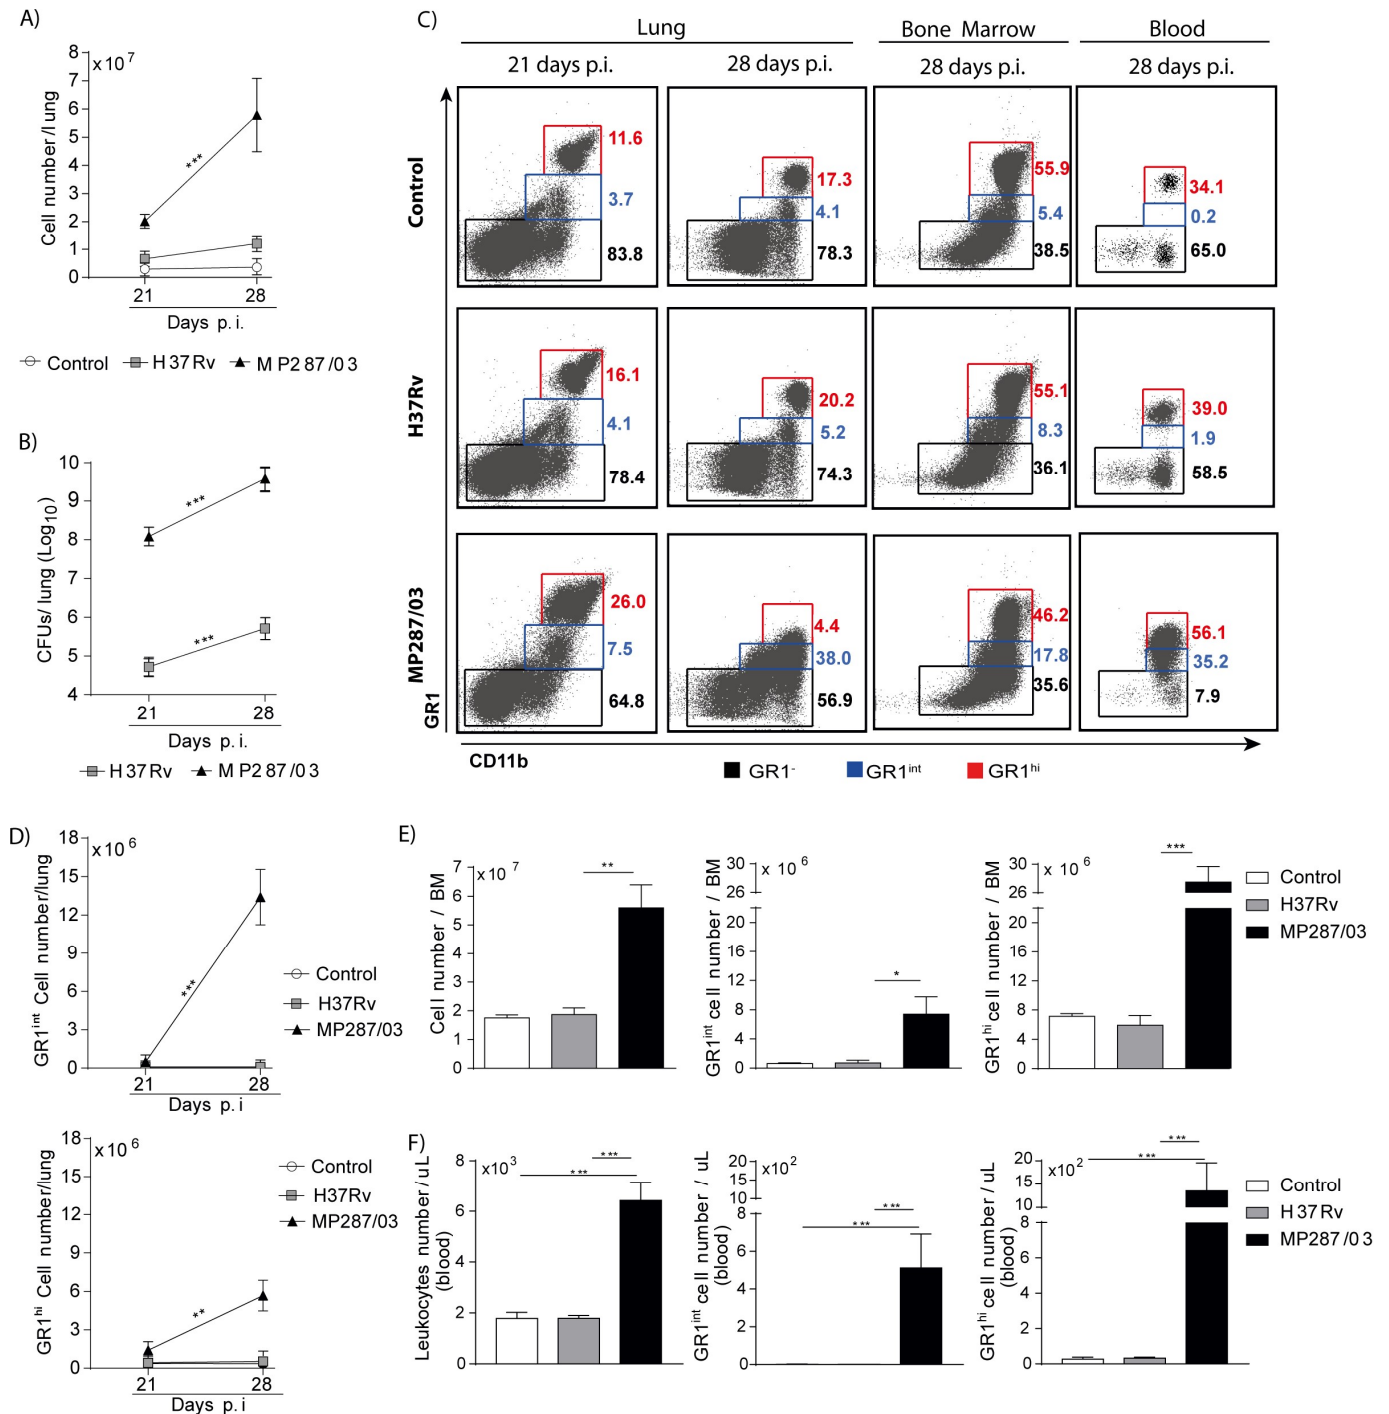 A)
x 10⁷
8
7
6
5
4
3
2
1
0
Cell number/lung
***
21 28
Days p. i.
Control H37Rv MP287/03
B)
10
9
8
7
6
5
4
CFUs/ lung (Log₁₀)
***
***
21 28
Days p. i.
H37Rv MP287/03
C)
Lung Bone Marrow Blood
21 days p.i. 28 days p.i. 28 days p.i. 28 days p.i.
Control
11.6 17.3 55.9 34.1
3.7 4.1 5.4 0.2
83.8 78.3 38.5 65.0
H37Rv
16.1 20.2 55.1 39.0
4.1 5.2 8.3 1.9
78.4 74.3 36.1 58.5
MP287/03
26.0 4.4 46.2 56.1
7.5 38.0 17.8 35.2
64.8 56.9 35.6 7.9
GR1
CD11b
GR1⁻ GR1ⁱⁿᵗ GR1ʰⁱ
D)
x 10⁶
18
15
12
9
6
3
0
GR1ⁱⁿᵗ Cell number/lung
***
21 28
Days p. i
Control
H37Rv
MP287/03
x 10⁶
18
15
12
9
6
3
0
GR1ʰⁱ Cell number/lung
**
21 28
Days p. i
Control
H37Rv
MP287/03
E)
x 10⁷
7
6
5
4
3
2
1
0
Cell number / BM
**
x 10⁶
30
26
22
16
12
8
4
0
GR1ⁱⁿᵗ cell number / BM
*
x 10⁶
30
26
22
20
16
12
8
4
0
GR1ʰⁱ cell number / BM
***
Control
H37Rv
MP287/03
F)
x10³
8
6
4
2
0
Leukocytes number/uL
(blood)
***
***
x10²
20
15
10
8
6
4
2
0
GR1ⁱⁿᵗ cell number / uL
(blood)
***
***
x10²
20
15
10
8
6
4
2
0
GR1ʰⁱ cell number /uL
(blood)
***
***
Control
H37Rv
MP287/03